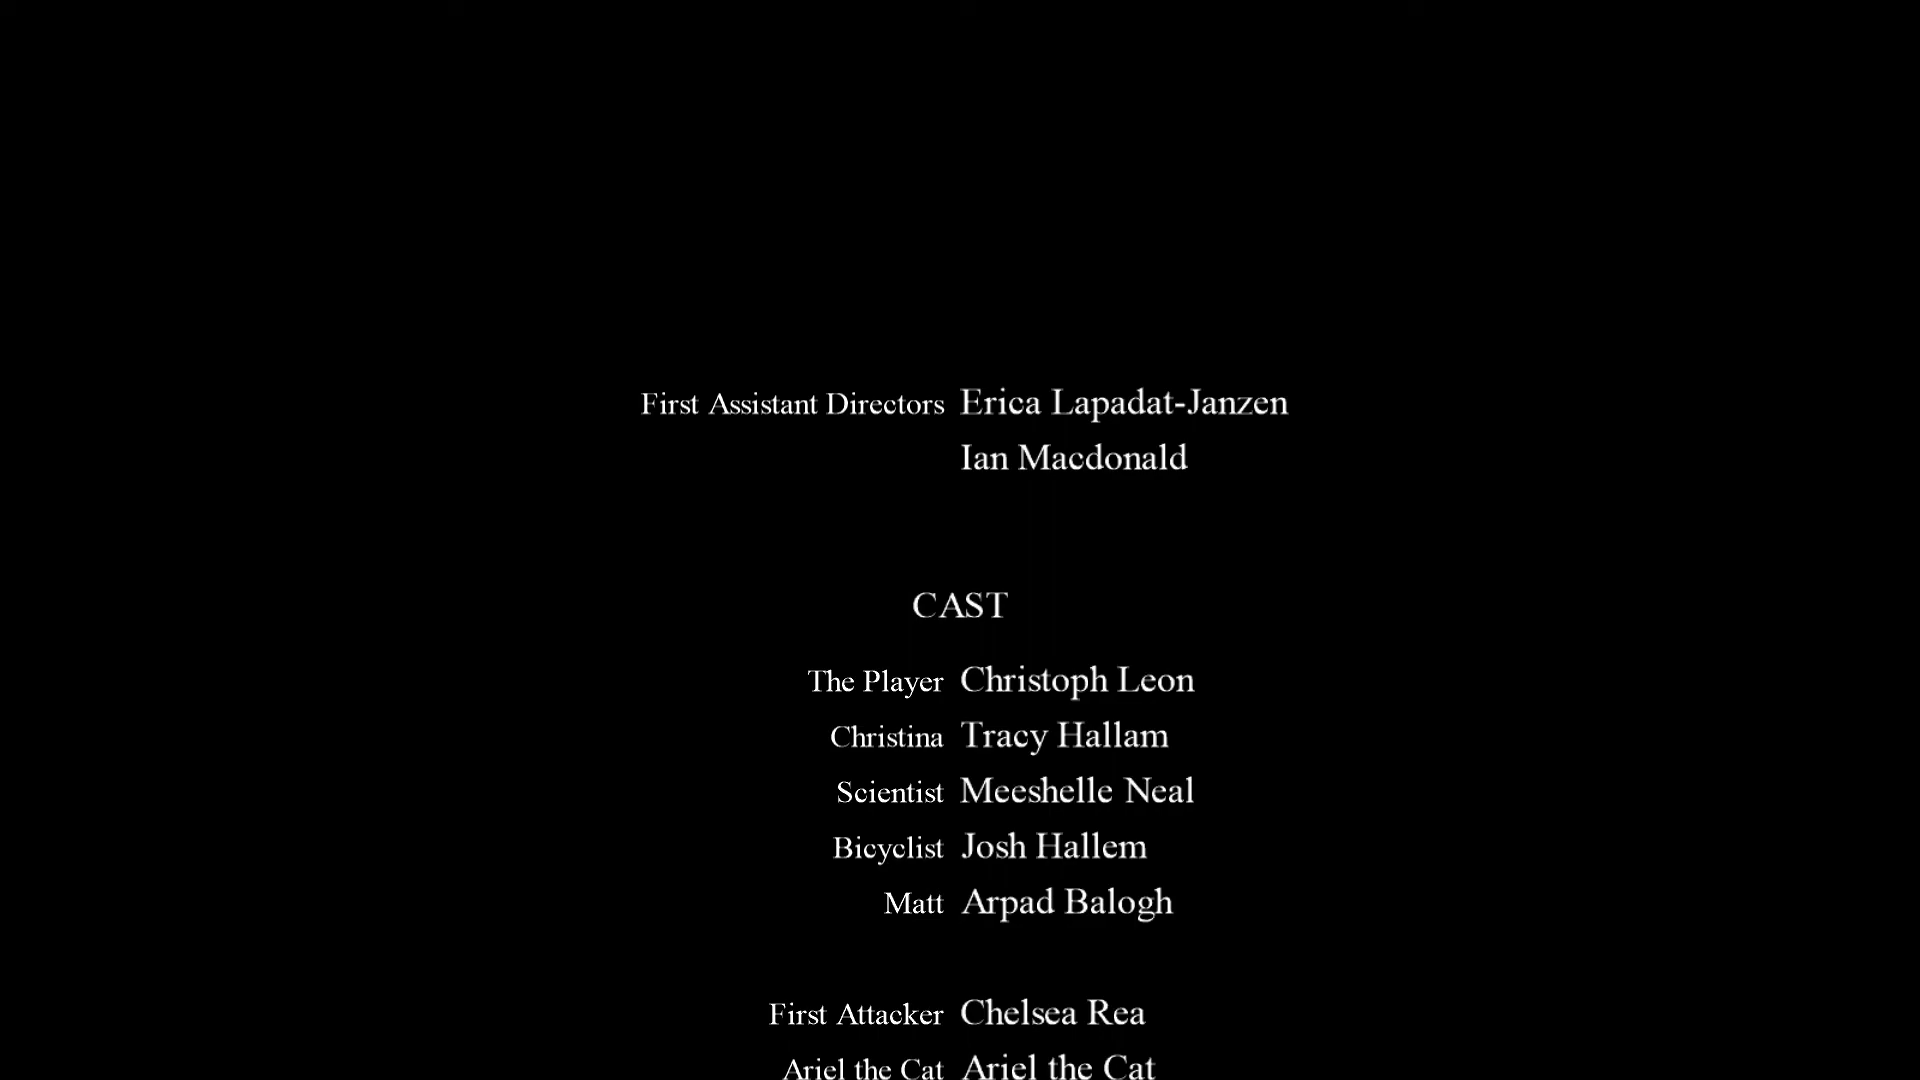 First Assistant Directors Erica Lapadat-Janzen
Ian Macdonald
CAST
The Player Christoph Leon
Christina Tracy Hallam
Scientist Meeshelle Neal
Bicyclist Josh Hallem
Matt Arpad Balogh
First Attacker Chelsea Rea
Ariel the Cat Ariel the Cat